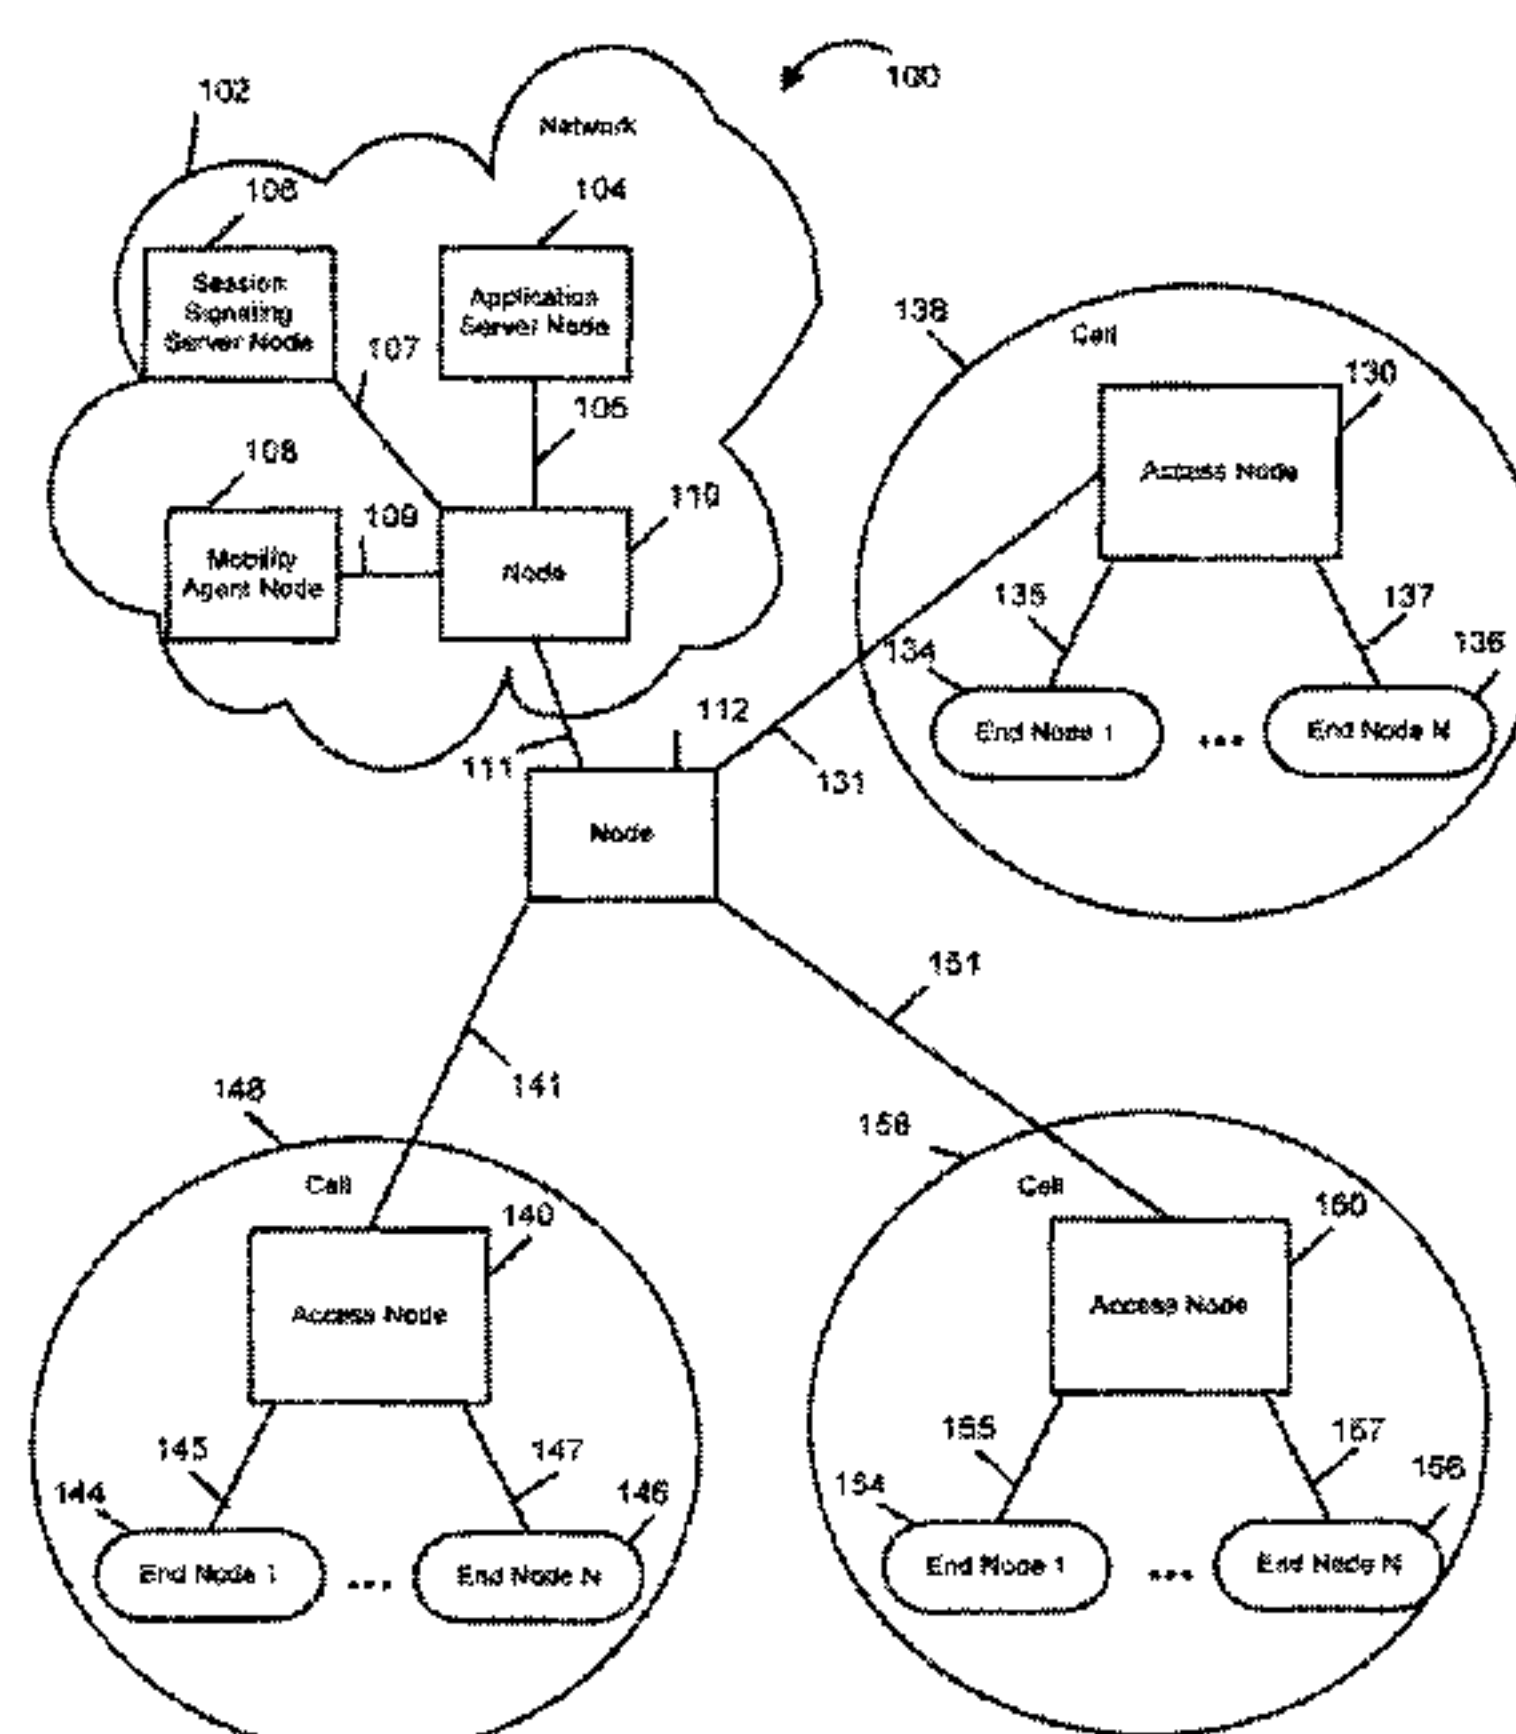 100
102
Network
106
104
Session
Signaling
Server Node
Application
Server Node
107
105
108
109
110
Mobility
Agent Node
Node
138
Cell
130
Access Node
135
137
134
136
End Node 1
...
End Node N
111
112
131
Node
141
151
148
Cell
140
Access Node
145
147
144
146
End Node 1
...
End Node N
158
Cell
150
Access Node
155
157
154
156
End Node 1
...
End Node N